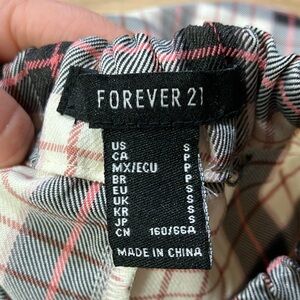 FOREVER 21
US S
CA P
MX/ECU P
BR P
EU S
UK S
KR S
JP S
CN 160/66A
MADE IN CHINA